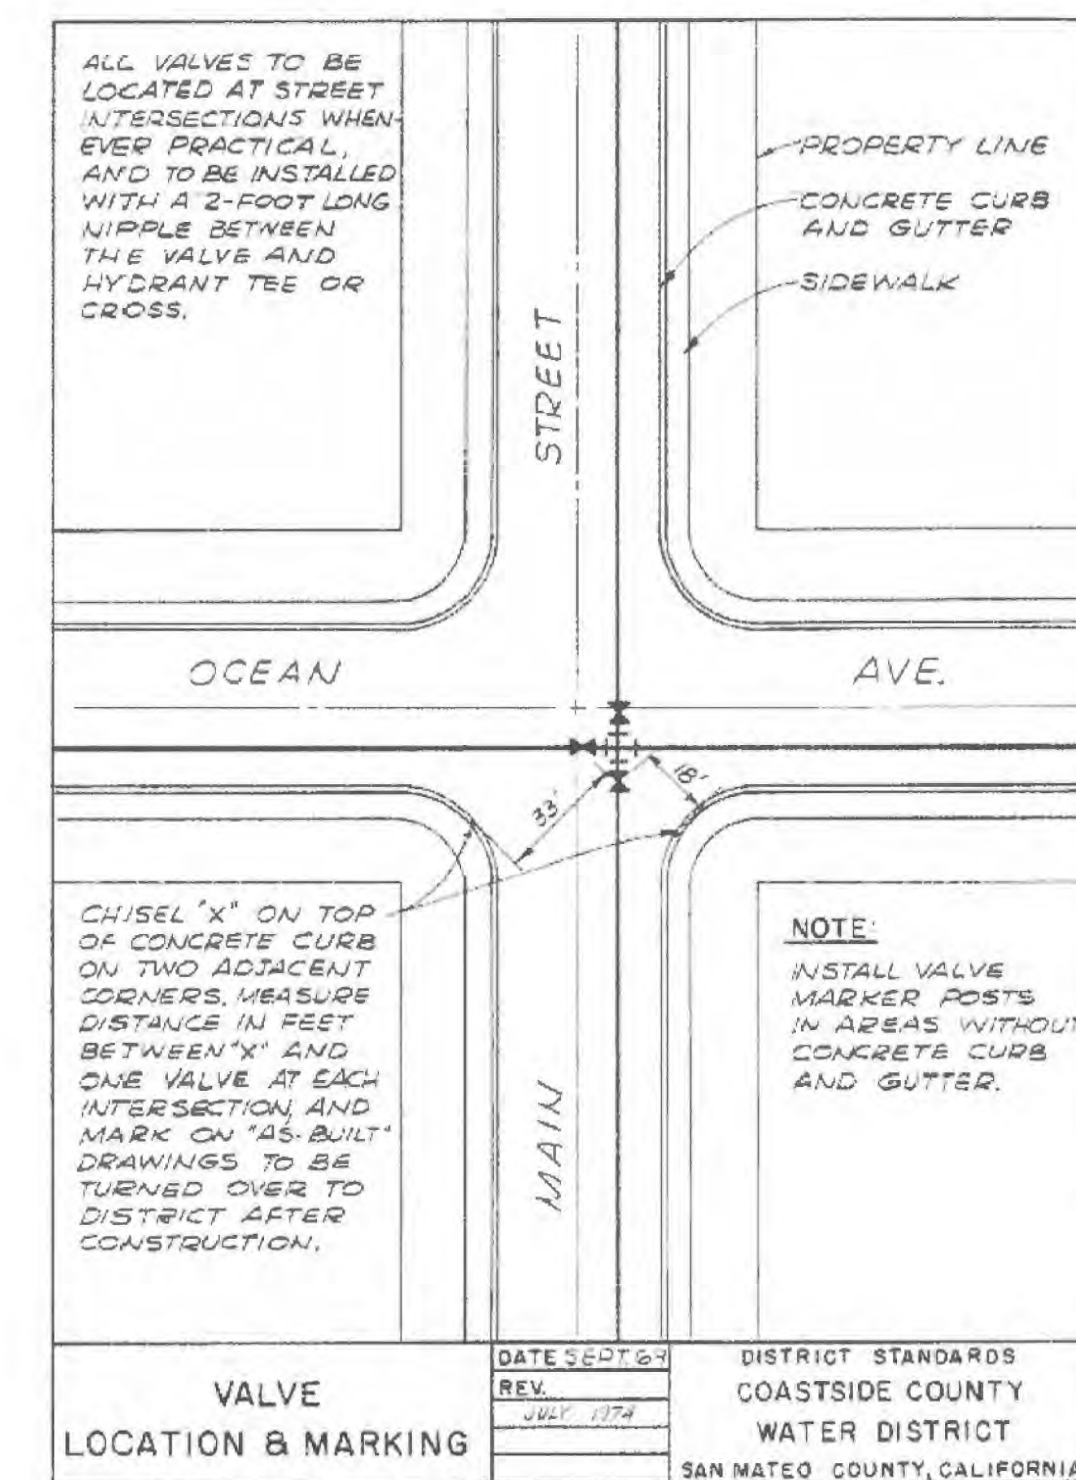 ALL VALVES TO BE
LOCATED AT STREET
INTERSECTIONS WHEN-
EVER PRACTICAL,
AND TO BE INSTALLED
WITH A 2-FOOT LONG
NIPPLE BETWEEN
THE VALVE AND
HYDRANT TEE OR
CROSS.
PROPERTY LINE
CONCRETE CURB
AND GUTTER
SIDEWALK
STREET
OCEAN
AVE.
33'
18'
CHISEL "X" ON TOP
OF CONCRETE CURB
ON TWO ADJACENT
CORNERS. MEASURE
DISTANCE IN FEET
BETWEEN "X" AND
ONE VALVE AT EACH
INTERSECTION, AND
MARK ON "AS-BUILT"
DRAWINGS TO BE
TURNED OVER TO
DISTRICT AFTER
CONSTRUCTION.
MAIN
NOTE:
INSTALL VALVE
MARKER POSTS
IN AREAS WITHOUT
CONCRETE CURB
AND GUTTER.
VALVE
LOCATION & MARKING
DATE SEPT. 69
REV.
JULY 1974
DISTRICT STANDARDS
COASTSIDE COUNTY
WATER DISTRICT
SAN MATEO COUNTY, CALIFORNIA